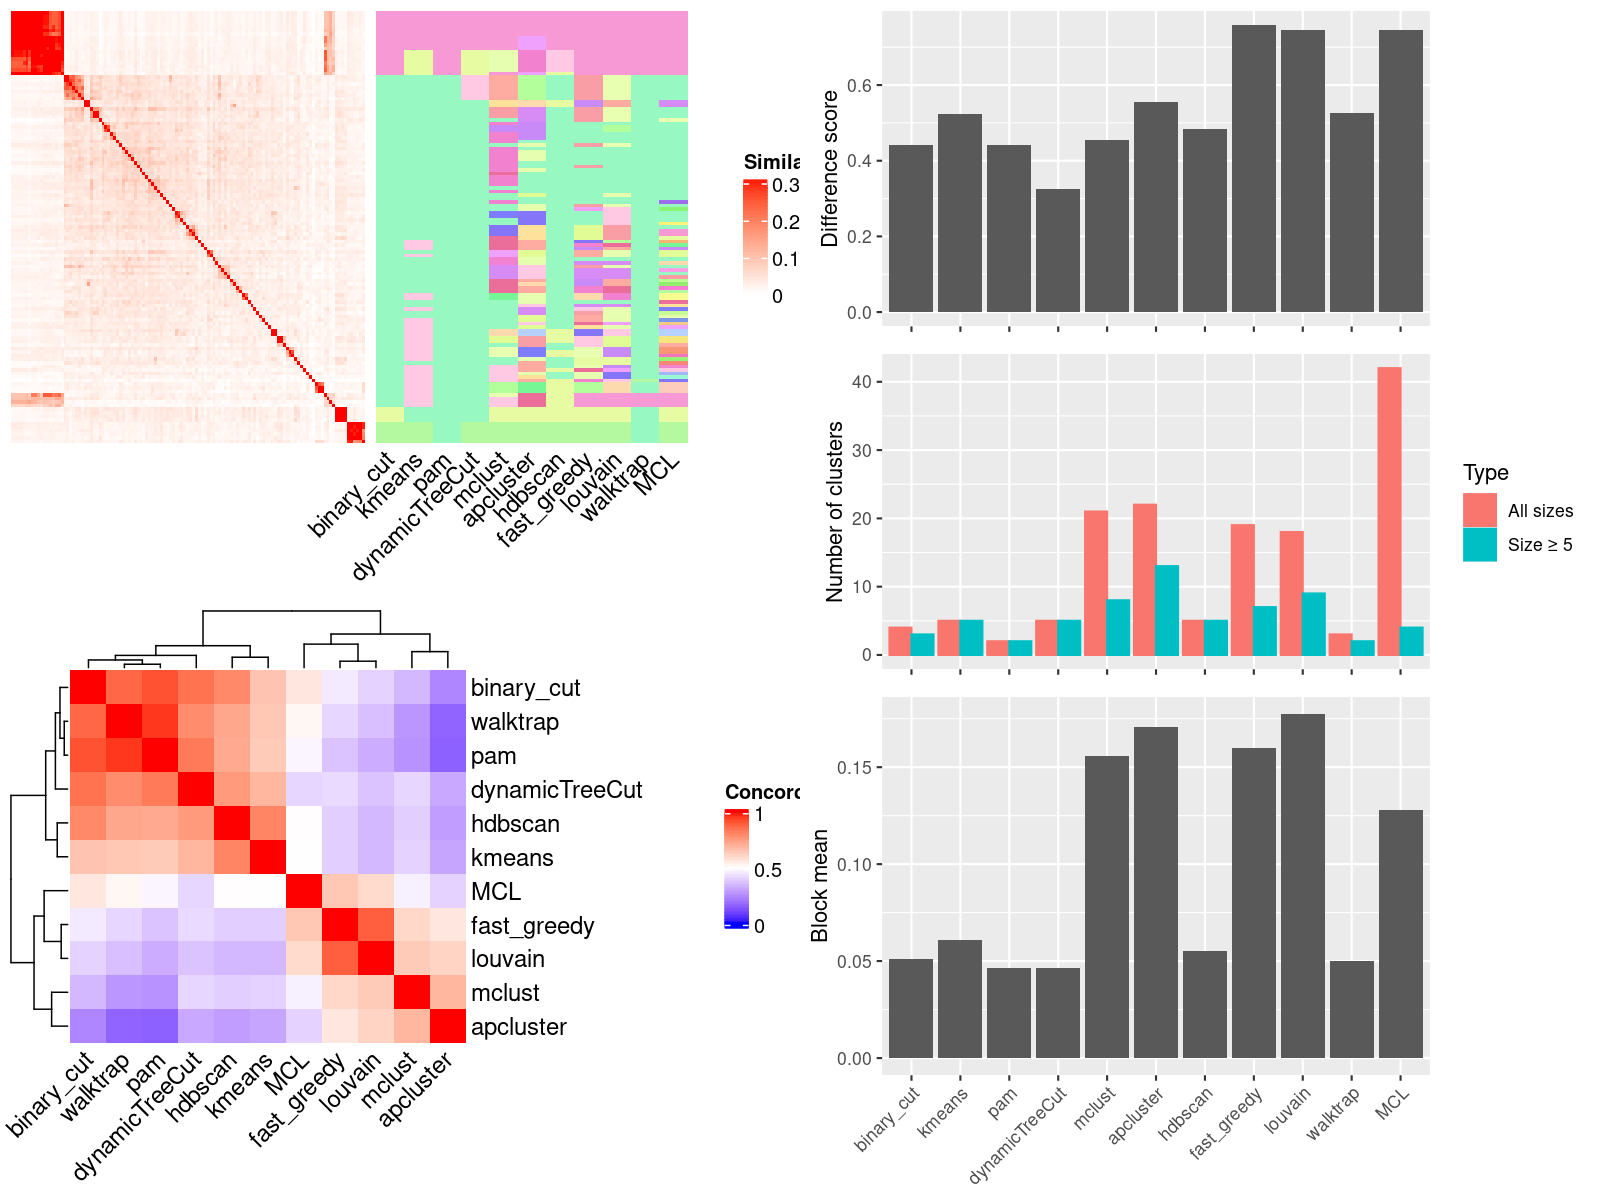 Simila
0.3
0.2
0.1
0
binary_cut
kmeans
pam
dynamicTreeCut
mclust
apcluster
hdbscan
fast_greedy
louvain
walktrap
MCL
Difference score
0.6
0.4
0.2
0.0
Number of clusters
40
30
20
10
0
Type
All sizes
Size ≥ 5
binary_cut
walktrap
pam
dynamicTreeCut
hdbscan
kmeans
MCL
fast_greedy
louvain
mclust
apcluster
binary_cut
walktrap
pam
dynamicTreeCut
hdbscan
kmeans
MCL
fast_greedy
louvain
mclust
apcluster
Concord
1
0.5
0
Block mean
0.15
0.10
0.05
0.00
binary_cut
kmeans
pam
dynamicTreeCut
mclust
apcluster
hdbscan
fast_greedy
louvain
walktrap
MCL